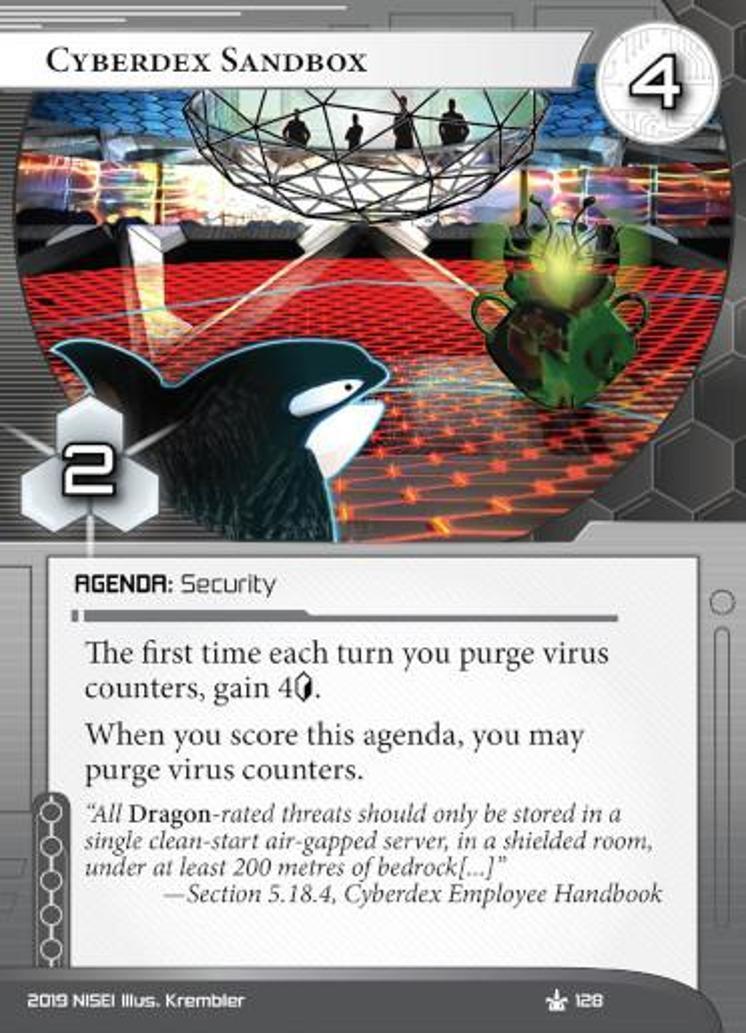 CYBERDEX SANDBOX
4
2
AGENDA: Security
The first time each turn you purge virus
counters, gain 4.
When you score this agenda, you may
purge virus counters.
“All Dragon-rated threats should only be stored in a
single clean-start air-gapped server, in a shielded room,
under at least 200 metres of bedrock[...]”
—Section 5.18.4, Cyberdex Employee Handbook
2019 NISEI Illus. Krembler
128